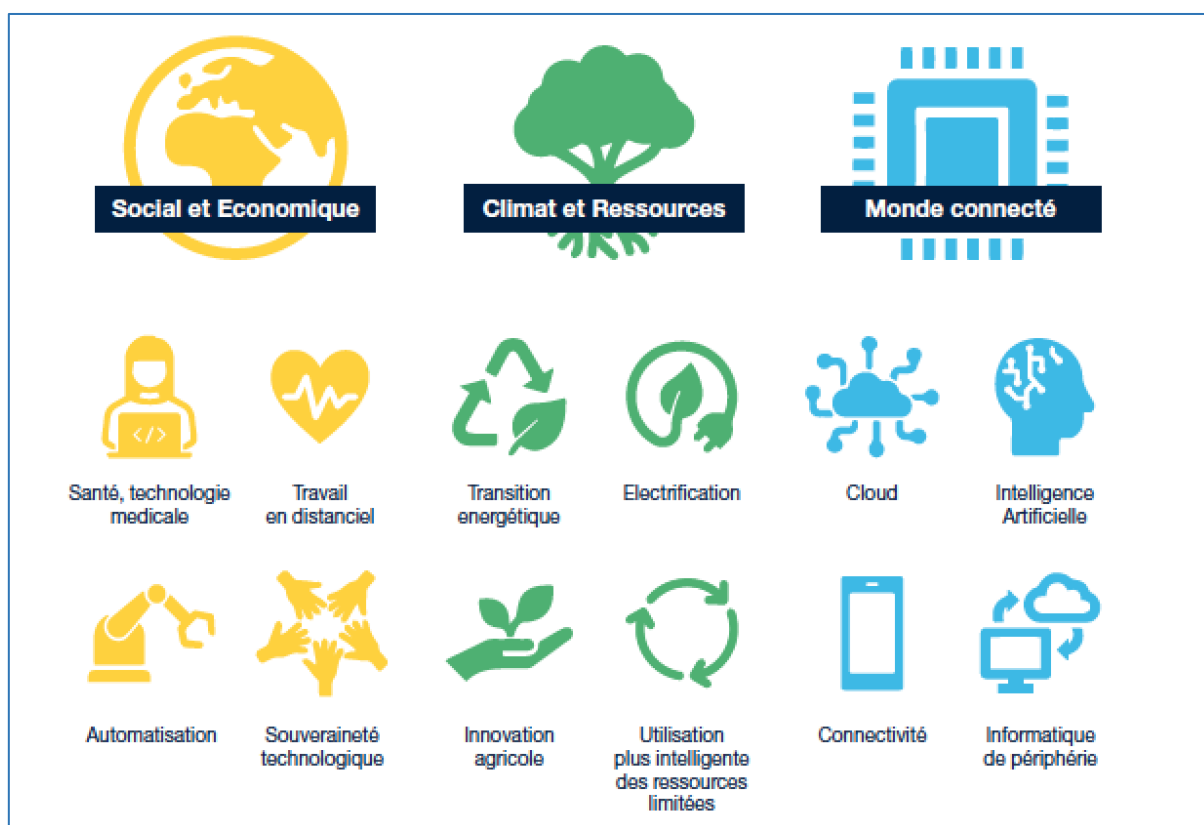 Social et Economique
Climat et Ressources
Monde connecté
</>
Santé, technologie
medicale
Travail
en distanciel
Transition
energétique
Electrification
Cloud
Intelligence
Artificielle
Automatisation
Souveraineté
technologique
Innovation
agricole
Utilisation
plus intelligente
des ressources
limitées
Connectivité
Informatique
de périphérie